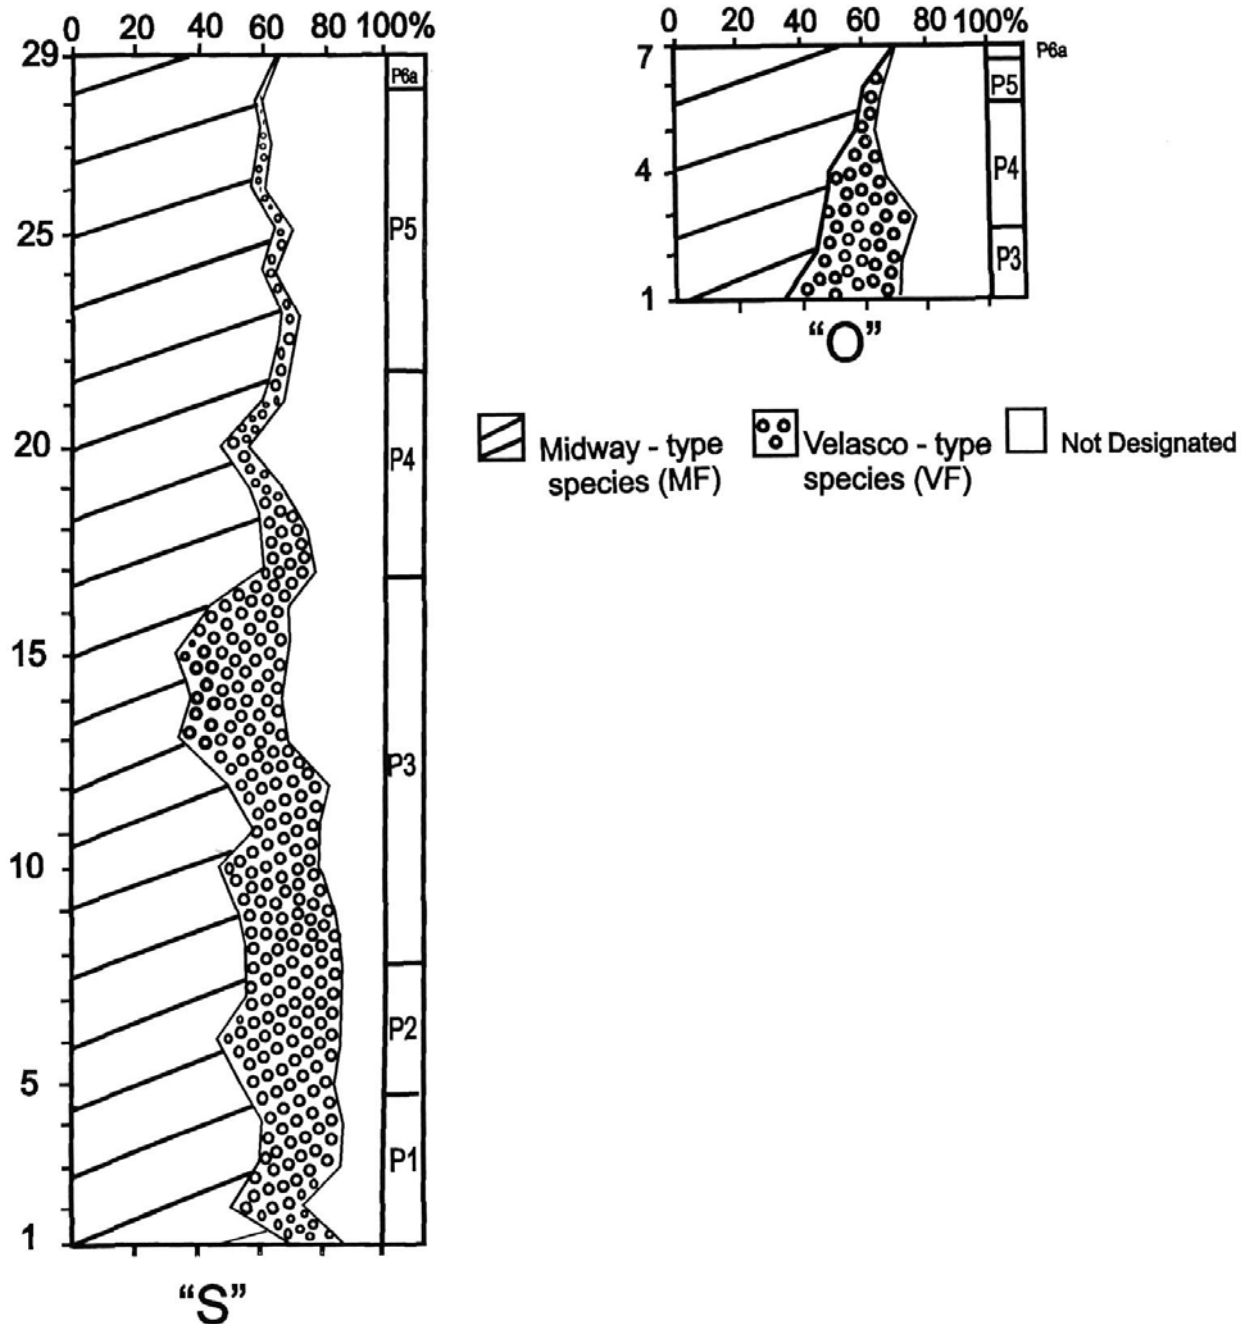 0 20 40 60 80 100%
29
25
20
15
10
5
1
P6a
P5
P4
P3
P2
P1
"S"
0 20 40 60 80 100%
7
4
1
P6a
P5
P4
P3
"O"
Midway - type
species (MF)
Velasco - type
species (VF)
Not Designated